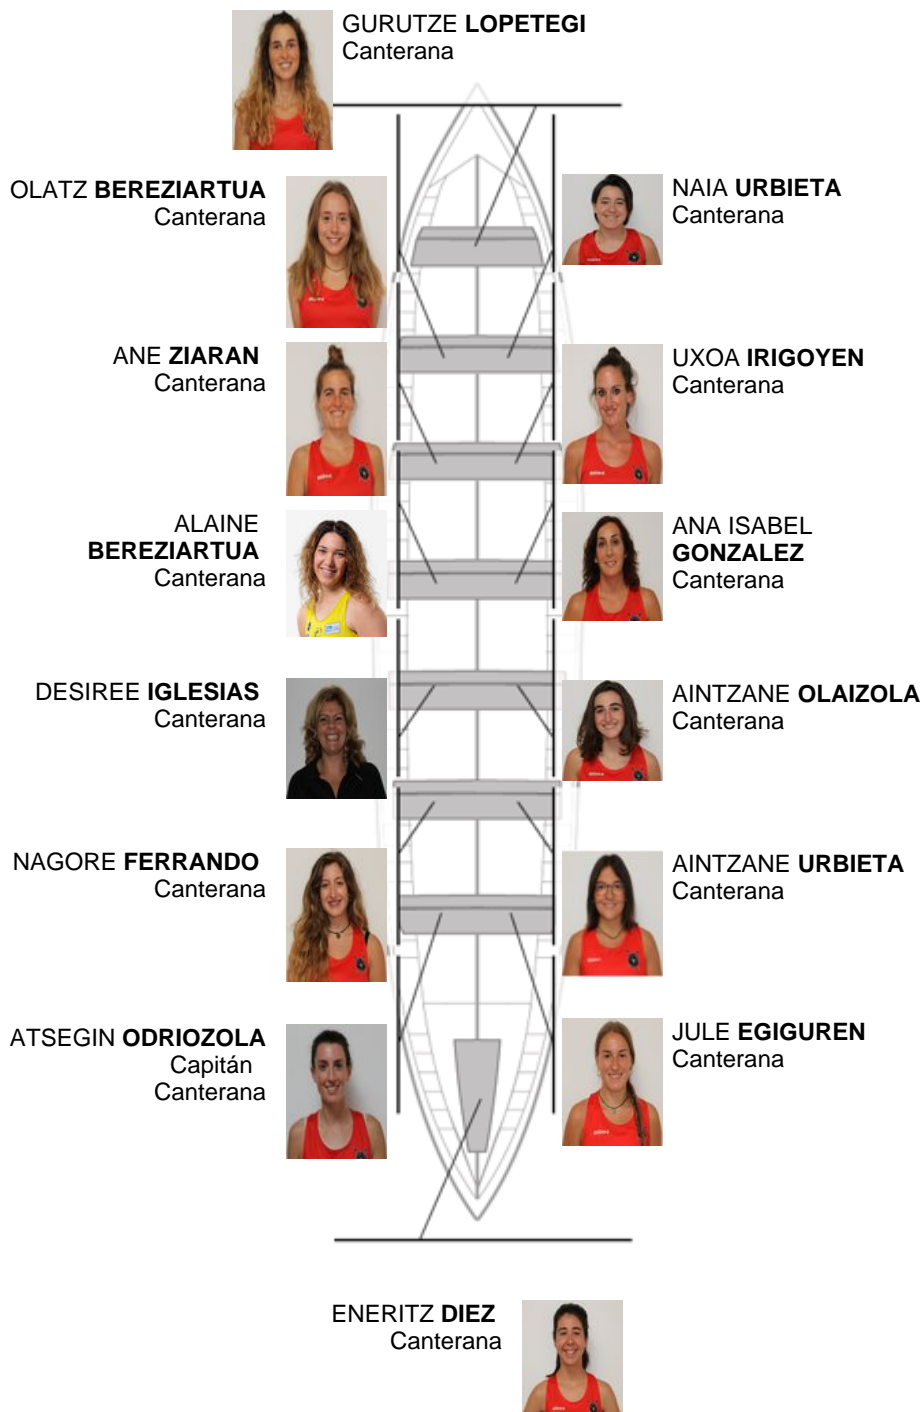 GURUTZE LOPETEGI
Canterana
OLATZ BEREZIARTUA
Canterana
NAIA URBIETA
Canterana
ANE ZIARAN
Canterana
UXOA IRIGOYEN
Canterana
ALAINE
BEREZIARTUA
Canterana
ANA ISABEL
GONZALEZ
Canterana
DESIREE IGLESIAS
Canterana
AINTZANE OLAIZOLA
Canterana
NAGORE FERRANDO
Canterana
AINTZANE URBIETA
Canterana
ATSEGIN ODRIOZOLA
Capitán
Canterana
JULE EGIGUREN
Canterana
ENERITZ DIEZ
Canterana